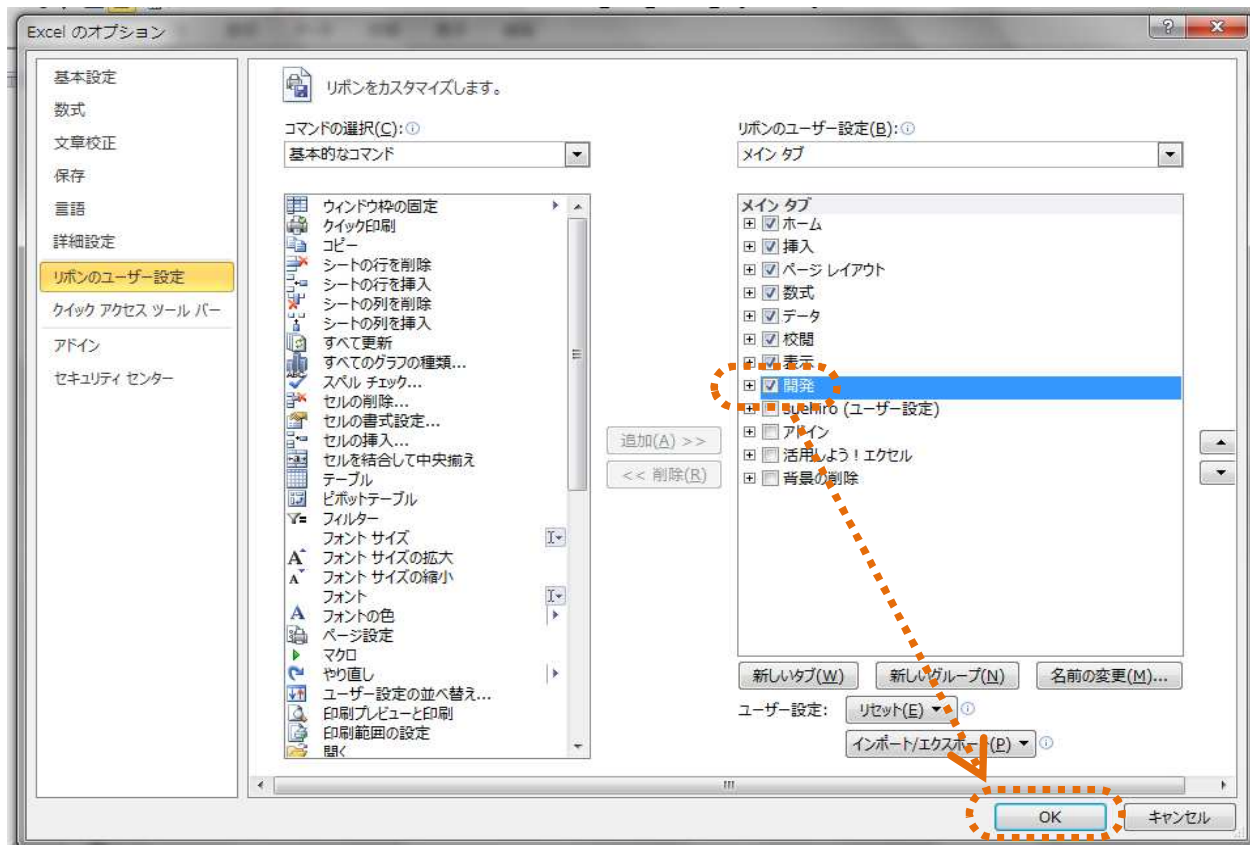 Excel のオプション
基本設定
数式
文章校正
保存
言語
詳細設定
リボンのユーザー設定
クイック アクセス ツール バー
アドイン
セキュリティ センター
リボンをカスタマイズします。
コマンドの選択(C):
基本的なコマンド
ウィンドウ枠の固定
クイック印刷
コピー
シートの行を削除
シートの行を挿入
シートの列を削除
シートの列を挿入
すべて更新
すべてのグラフの種類...
スペル チェック...
セルの削除...
セルの書式設定...
セルの挿入...
セルを結合して中央揃え
テーブル
ピボットテーブル
フィルター
フォント サイズ
フォント サイズの拡大
フォント サイズの縮小
フォント
フォントの色
ページ設定
マクロ
やり直し
ユーザー設定の並べ替え...
印刷プレビューと印刷
印刷範囲の設定
開く
追加(A) >>
<< 削除(R)
リボンのユーザー設定(B):
メイン タブ
メイン タブ
ホーム
挿入
ページ レイアウト
数式
データ
校閲
表示
開発
suehiro (ユーザー設定)
アドイン
活用しよう！エクセル
背景の削除
新しいタブ(W)
新しいグループ(N)
名前の変更(M)...
ユーザー設定:
リセット(E)
インポート/エクスポート(P)
OK
キャンセル